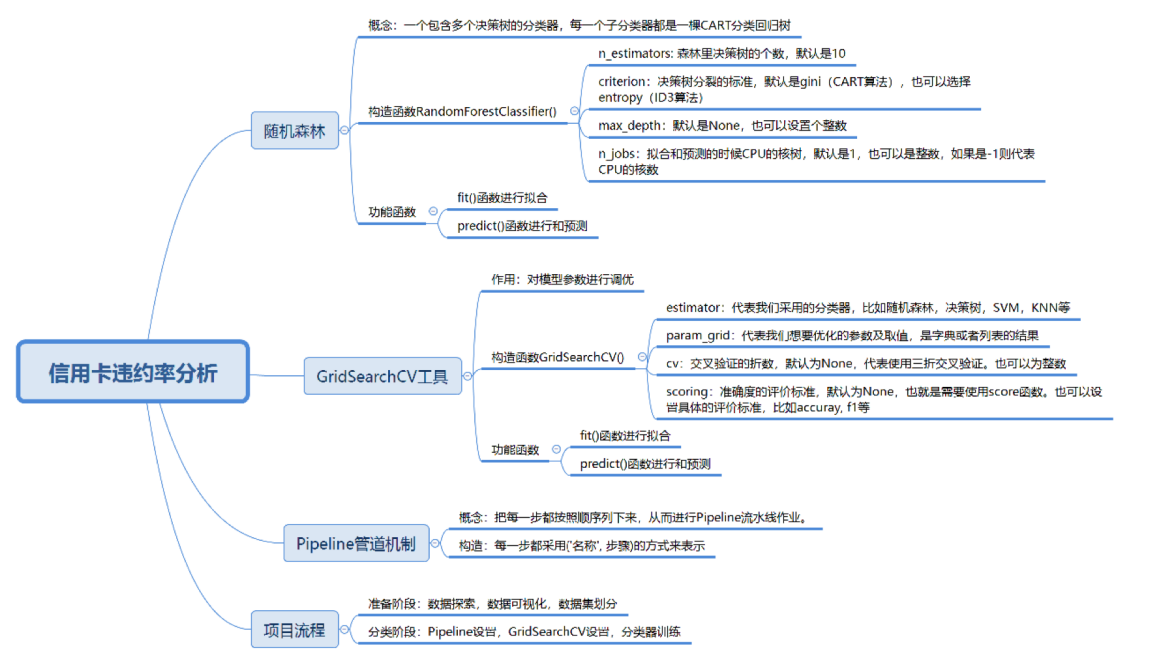 概念：一个包含多个决策树的分类器，每一个子分类器都是一棵CART分类回归树
n_estimators: 森林里决策树的个数，默认是10
criterion：决策树分裂的标准，默认是gini（CART算法），也可以选择
entropy（ID3算法）
构造函数RandomForestClassifier()
max_depth：默认是None，也可以设置个整数
随机森林
n_jobs：拟合和预测的时候CPU的核树，默认是1，也可以是整数，如果是-1则代表
CPU的核数
功能函数
fit()函数进行拟合
predict()函数进行和预测
作用：对模型参数进行调优
estimator：代表我们采用的分类器，比如随机森林，决策树，SVM，KNN等
param_grid：代表我们想要优化的参数及取值，是字典或者列表的结果
构造函数GridSearchCV()
cv：交叉验证的折数，默认为None，代表使用三折交叉验证。也可以为整数
信用卡违约率分析
GridSearchCV工具
scoring：准确度的评价标准，默认为None，也就是需要使用score函数。也可以设
置具体的评价标准，比如accuray, f1等
功能函数
fit()函数进行拟合
predict()函数进行和预测
概念：把每一步都按照顺序列下来，从而进行Pipeline流水线作业。
Pipeline管道机制
构造：每一步都采用('名称', 步骤)的方式来表示
准备阶段：数据探索，数据可视化，数据集划分
项目流程
分类阶段：Pipeline设置，GridSearchCV设置，分类器训练